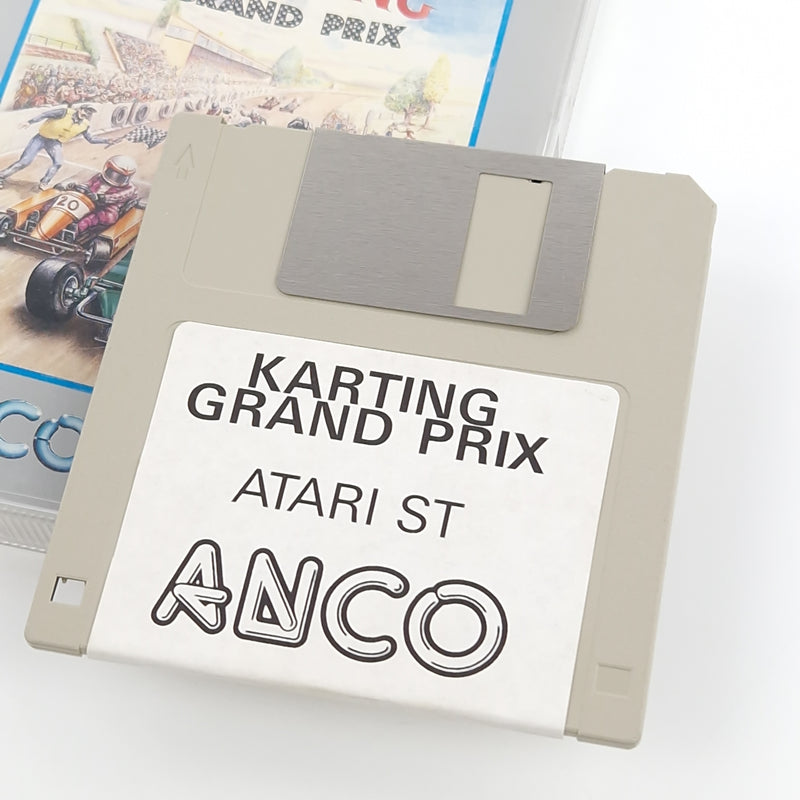 GRAND PRIX
20
CO
KARTING
GRAND PRIX
ATARI ST
ANCO